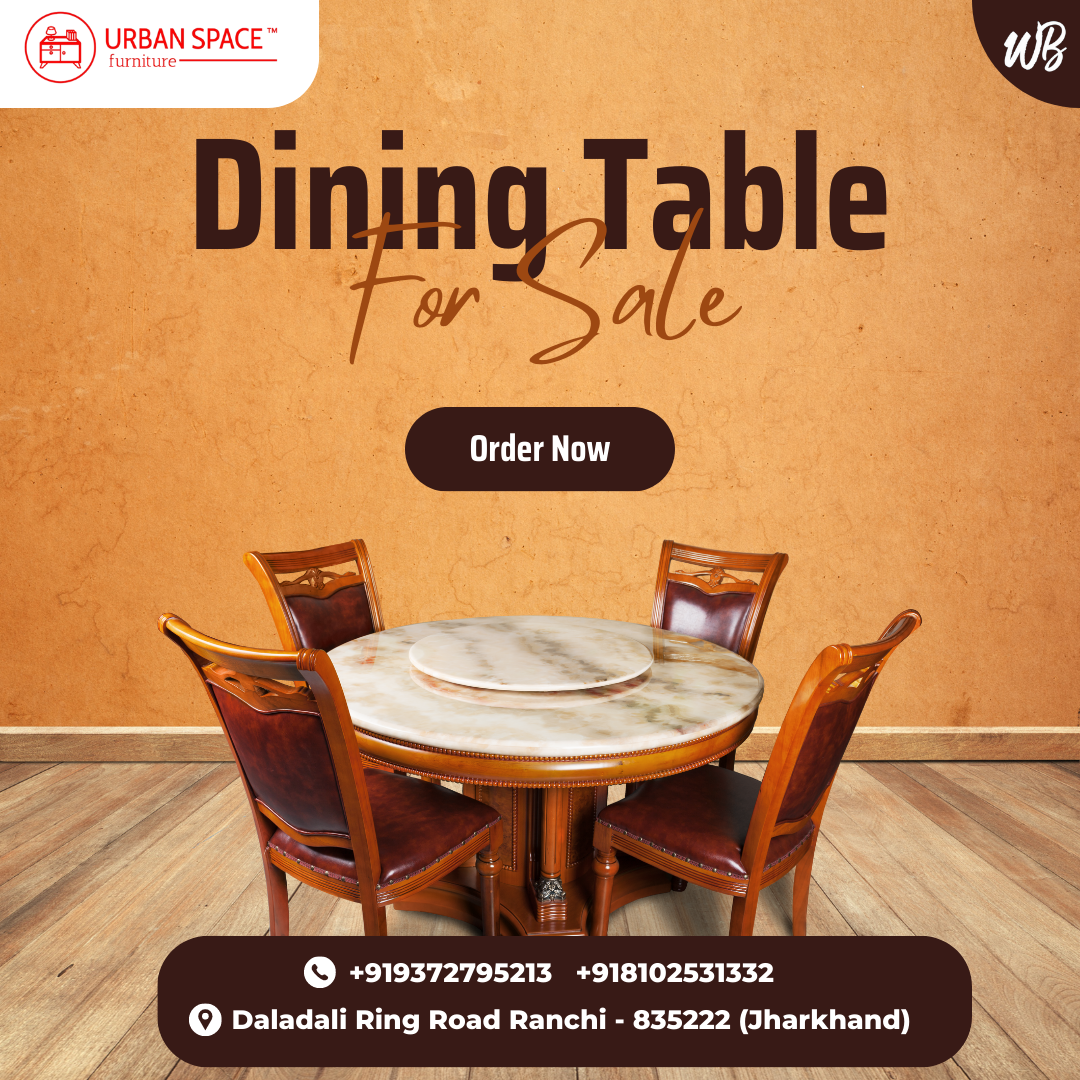 URBAN SPACE™
furniture
WB
Dining Table
For Sale
Order Now
+919372795213 +918102531332
Daladali Ring Road Ranchi - 835222 (Jharkhand)